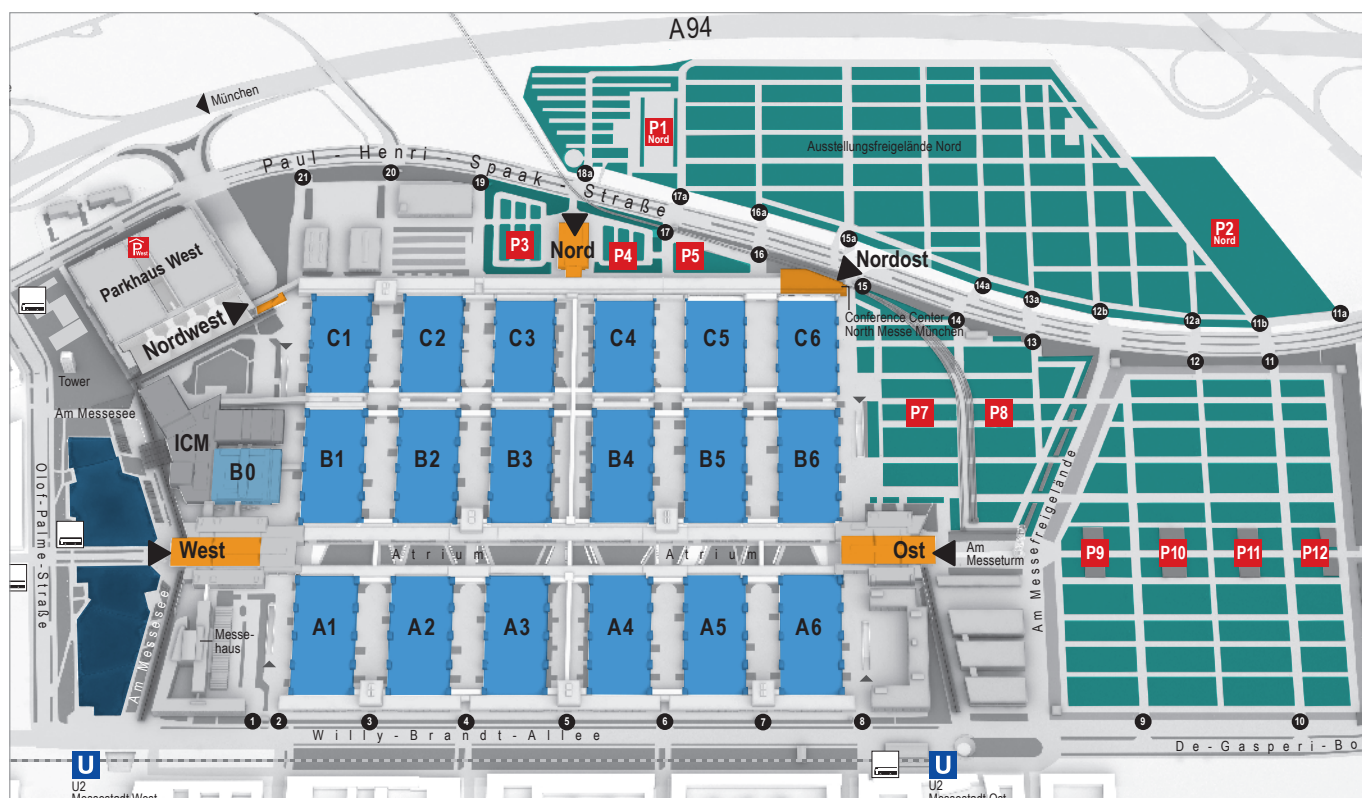 A94
München
P1
Nord
Ausstellungsfreigelände Nord
Paul-Henri-Spaak-Straße
21
20
19
18a
17a
16a
15a
17
16
15
14a
13a
12b
12a
11b
11a
14
13
12
11
P2
Nord
P3
Nord
P4
P5
Nordost
P
West
Parkhaus West
Nordwest
Conference Center
North Messe München
C1
C2
C3
C4
C5
C6
Tower
Am Messesee
ICM
P7
P8
B0
B1
B2
B3
B4
B5
B6
Olof-Palme-Straße
Am Messefreigelände
West
Atrium
Atrium
Ost
Am
Messeturm
P9
P10
P11
P12
Am Messesee
Messe-
haus
A1
A2
A3
A4
A5
A6
1
2
3
4
5
6
7
8
9
10
Willy-Brandt-Allee
De-Gasperi-Bo
U
U2
Messestadt West
U
U2
Messestadt Ost